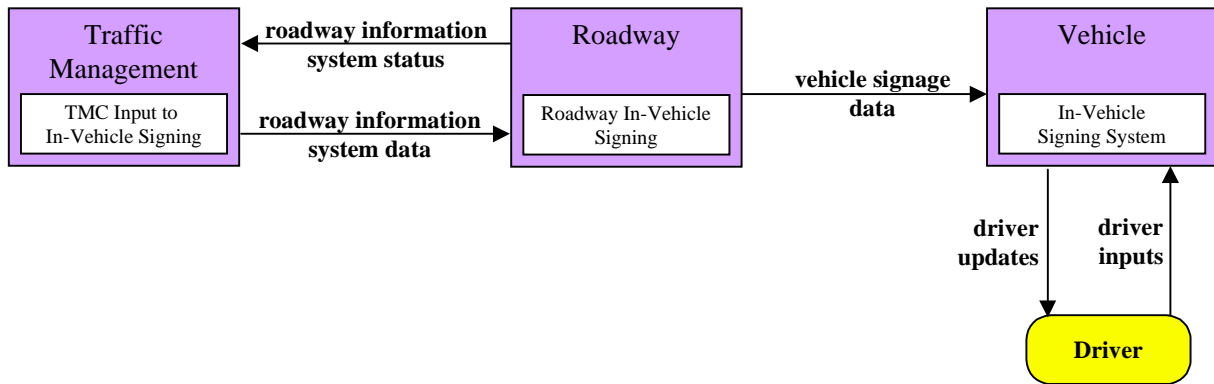 Traffic
Management
TMC Input to
In-Vehicle Signing
roadway information
system status
roadway information
system data
Roadway
Roadway In-Vehicle
Signing
vehicle signage
data
Vehicle
In-Vehicle
Signing System
driver
updates
driver
inputs
Driver